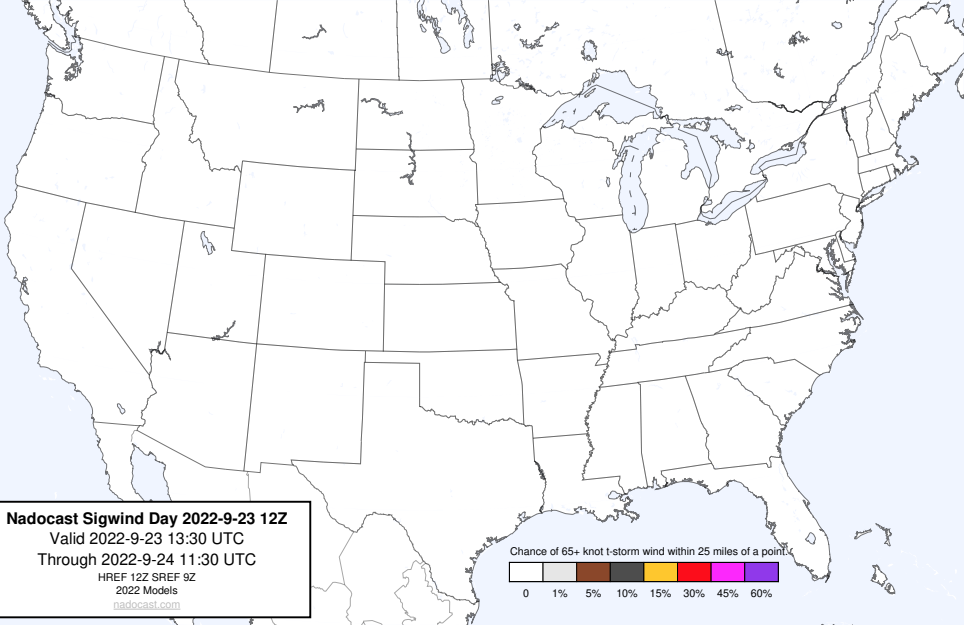 Nadocast Sigwind Day 2022-9-23 12Z
Valid 2022-9-23 13:30 UTC
Through 2022-9-24 11:30 UTC
HREF 12Z SREF 9Z
2022 Models
nadocast.com
Chance of 65+ knot t-storm wind within 25 miles of a point.
0 1% 5% 10% 15% 30% 45% 60%